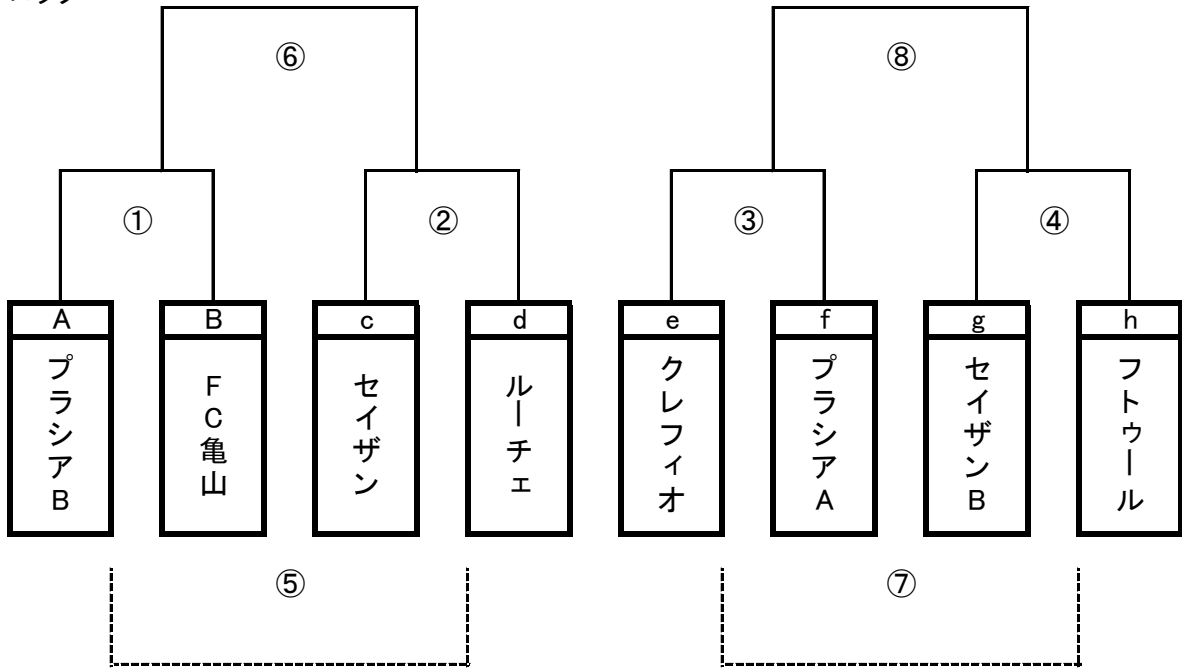 ⑥ ⑧
① ② ③ ④
A B c d e f g h
プラシアB
FC亀山
セイザン
ルーチェ
クレフィオ
プラシアA
セイザンB
フトゥール
⑤ ⑦